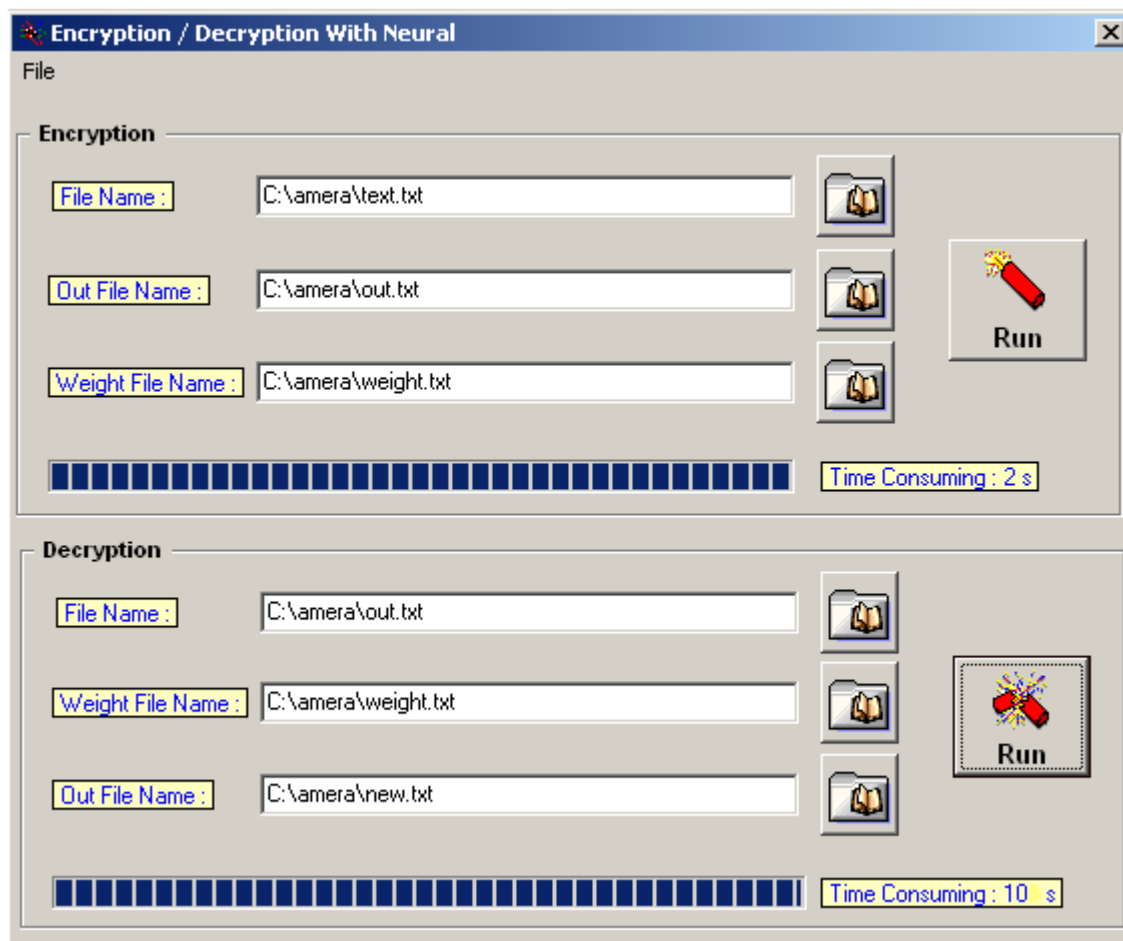 Encryption / Decryption With Neural
File
Encryption
File Name :
C:\amera\text.txt
Out File Name :
C:\amera\out.txt
Run
Weight File Name :
C:\amera\weight.txt
Time Consuming : 2 s
Decryption
File Name :
C:\amera\out.txt
Weight File Name :
C:\amera\weight.txt
Run
Out File Name :
C:\amera\new.txt
Time Consuming : 10 s